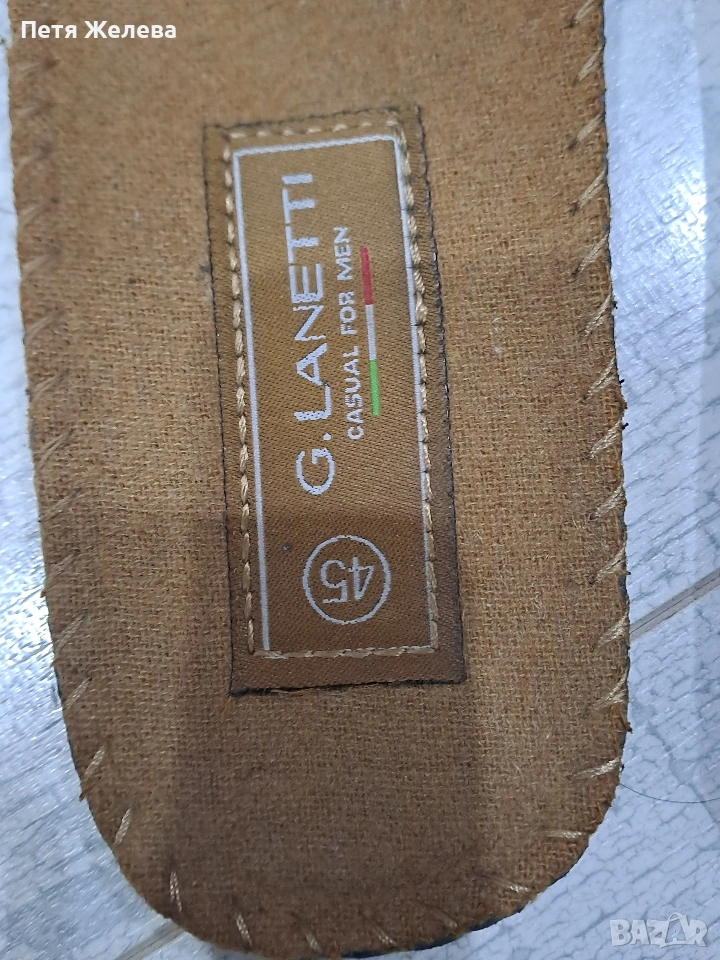 Петя Желева
G. LANETTI
CASUAL FOR MEN
45
BAZAR